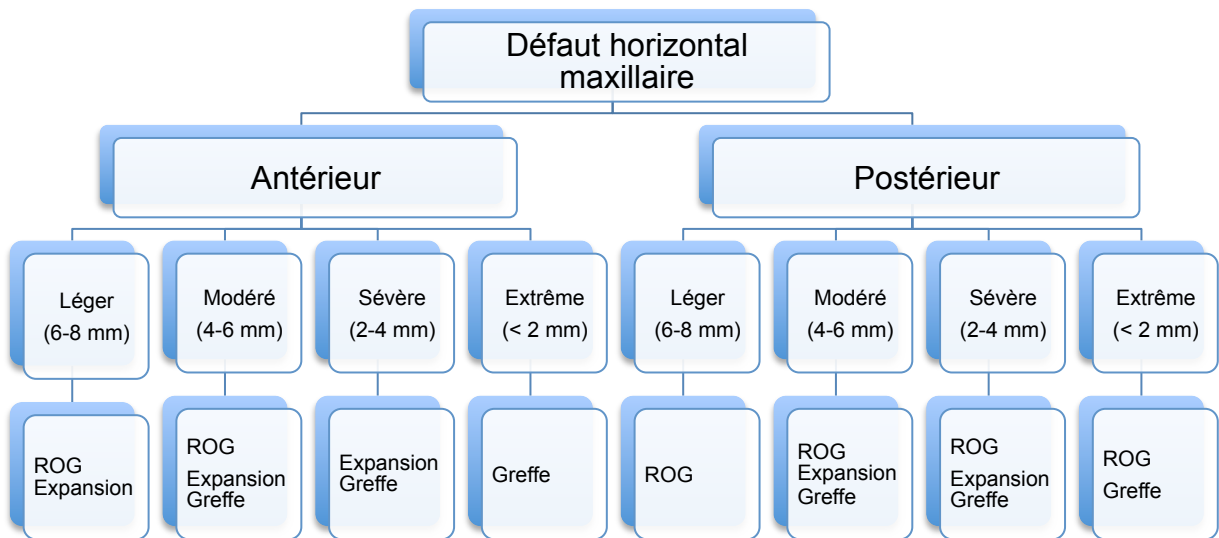 Défaut horizontal
maxillaire
Antérieur
Postérieur
Léger
(6-8 mm)
Modéré
(4-6 mm)
Sévère
(2-4 mm)
Extrême
(< 2 mm)
Léger
(6-8 mm)
Modéré
(4-6 mm)
Sévère
(2-4 mm)
Extrême
(< 2 mm)
ROG
Expansion
ROG
Expansion
Greffe
Expansion
Greffe
Greffe
ROG
ROG
Expansion
Greffe
ROG
Expansion
Greffe
ROG
Greffe